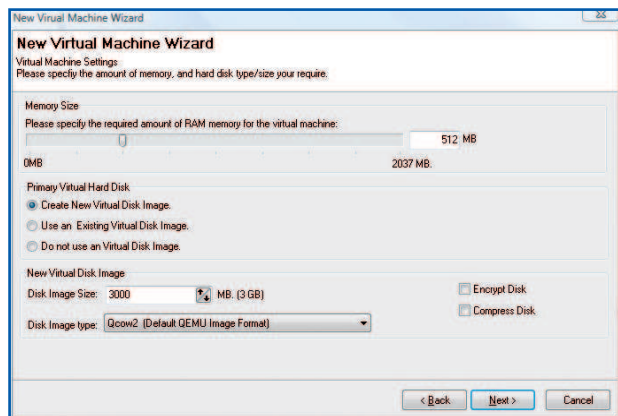 New Virual Machine Wizard
New Virtual Machine Wizard
Virtual Machine Settings
Please specfiy the amount of memory, and hard disk type/size your require.
Memory Size
Please specify the required amount of RAM memory for the virtual machine:
512 MB
0MB 2037 MB.
Primary Virtual Hard Disk
Create New Virtual Disk Image.
Use an Existing Virtual Disk Image.
Do not use an Virtual Disk Image.
New Virtual Disk Image
Disk Image Size: 3000 MB. (3 GB) Encrypt Disk
Compress Disk
Disk Image type: Qcow2 (Default QEMU Image Format)
< Back Next > Cancel